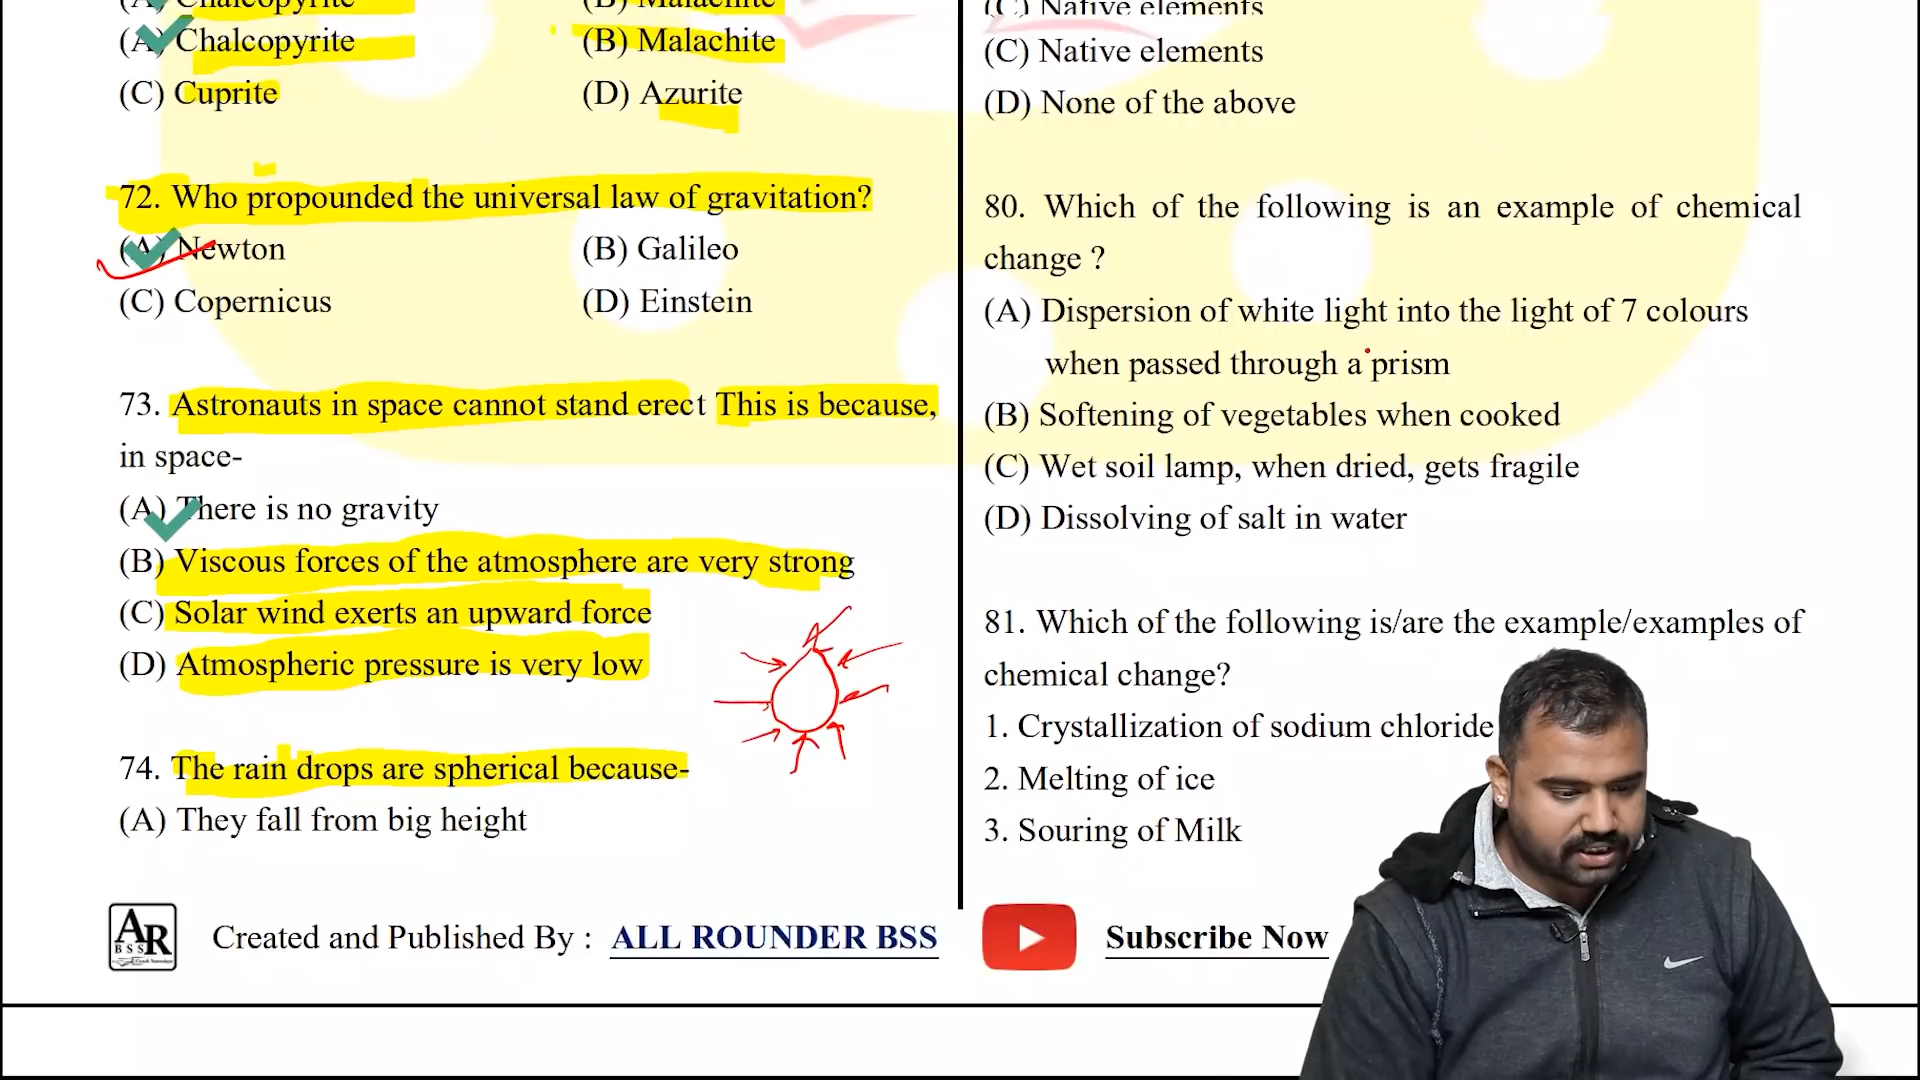 (A) Chalcopyrite (B) Malachite
(A) Chalcopyrite (B) Malachite
(C) Cuprite (D) Azurite
72. Who propounded the universal law of gravitation?
(A) Newton (B) Galileo
(C) Copernicus (D) Einstein
73. Astronauts in space cannot stand erect This is because,
in space-
(A) There is no gravity
(B) Viscous forces of the atmosphere are very strong
(C) Solar wind exerts an upward force
(D) Atmospheric pressure is very low
74. The rain drops are spherical because-
(A) They fall from big height
(C) Native elements
(C) Native elements
(D) None of the above
80. Which of the following is an example of chemical
change ?
(A) Dispersion of white light into the light of 7 colours
when passed through a prism
(B) Softening of vegetables when cooked
(C) Wet soil lamp, when dried, gets fragile
(D) Dissolving of salt in water
81. Which of the following is/are the example/examples of
chemical change?
1. Crystallization of sodium chloride
2. Melting of ice
3. Souring of Milk
AR
BSS
Created and Published By : ALL ROUNDER BSS
Subscribe Now